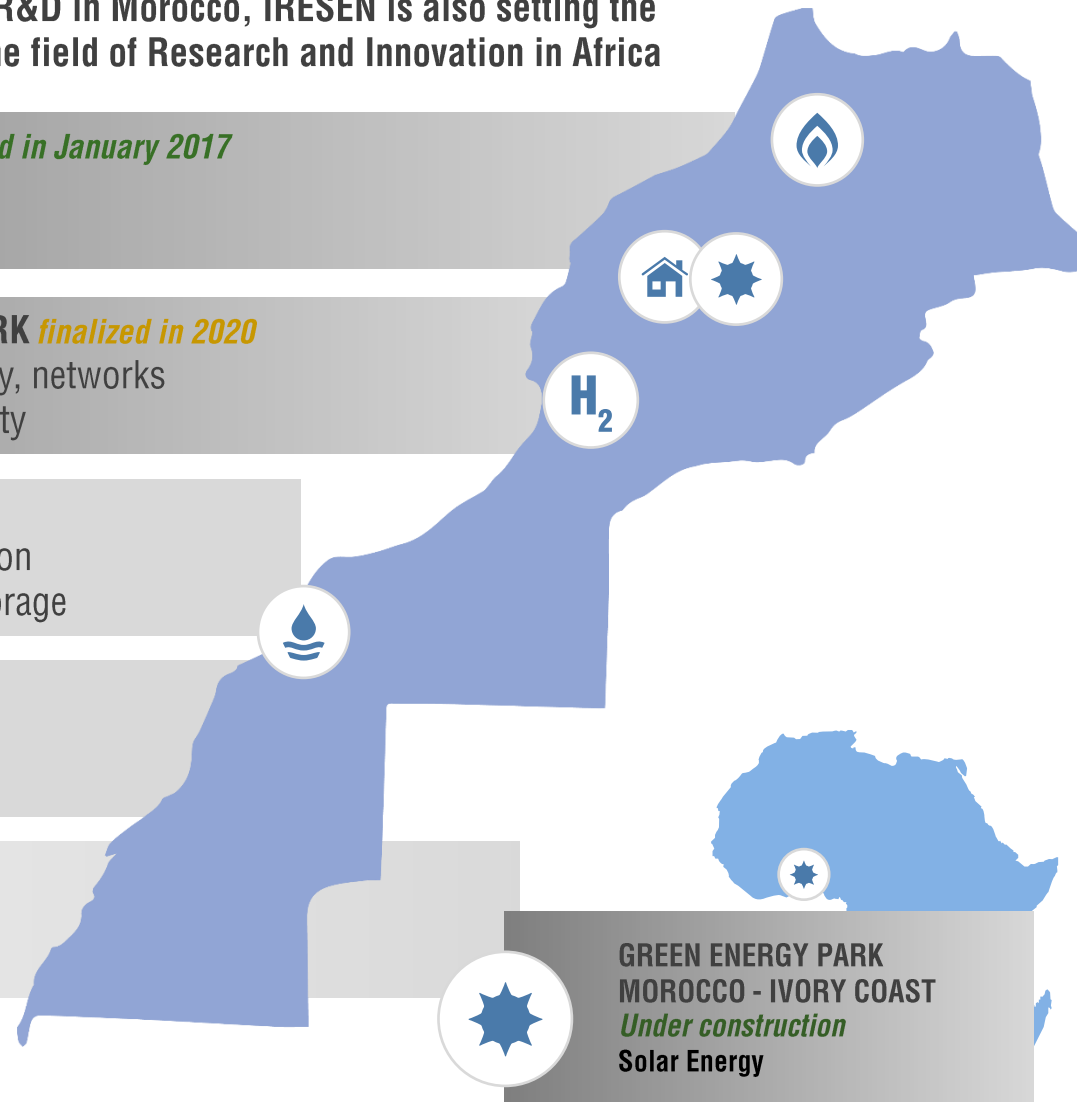 R&D in Morocco, IRESEN is also setting the
e field of Research and Innovation in Africa
d in January 2017
RK finalized in 2020
y, networks
ty
H2
on
orage
GREEN ENERGY PARK
MOROCCO - IVORY COAST
Under construction
Solar Energy